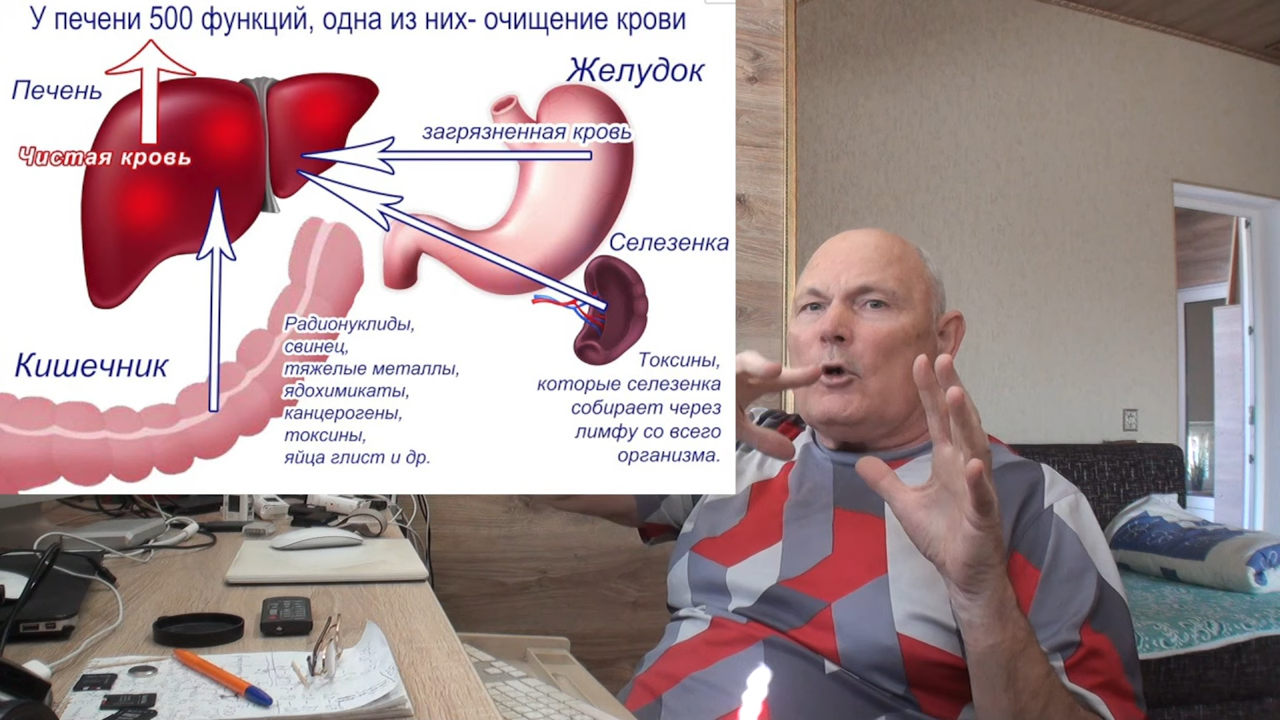 У печени 500 функций, одна из них- очищение крови
Печень
Желудок
загрязненная кровь
Чистая кровь
Селезенка
Кишечник
Радионуклиды,
свинец,
тяжелые металлы,
ядохимикаты,
канцерогены,
токсины,
яйца глист и др.
Токсины,
которые селезенка
собирает через
лимфу со всего
организма.